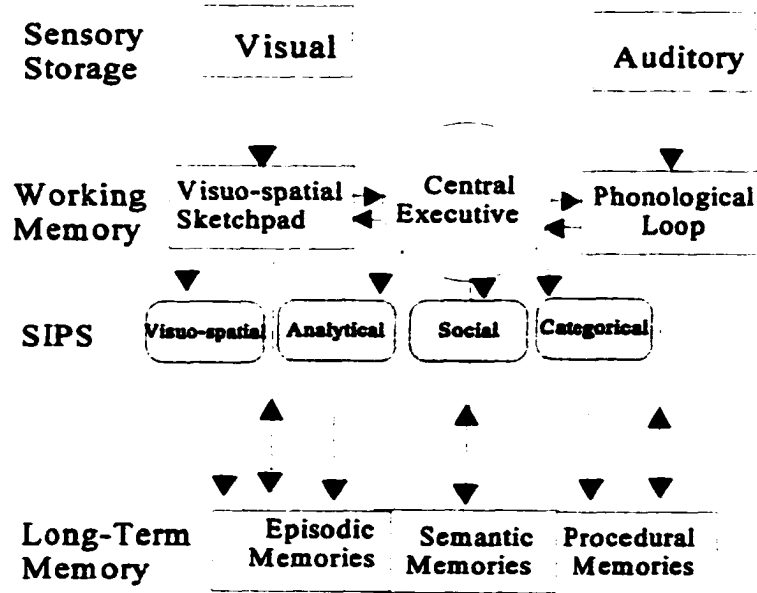 Sensory
Storage
Visual
Auditory
Working
Memory
Visuo-spatial
Sketchpad
Central
Executive
Phonological
Loop
SIPS
Visuo-spatial
Analytical
Social
Categorical
Long-Term
Memory
Episodic
Memories
Semantic
Memories
Procedural
Memories